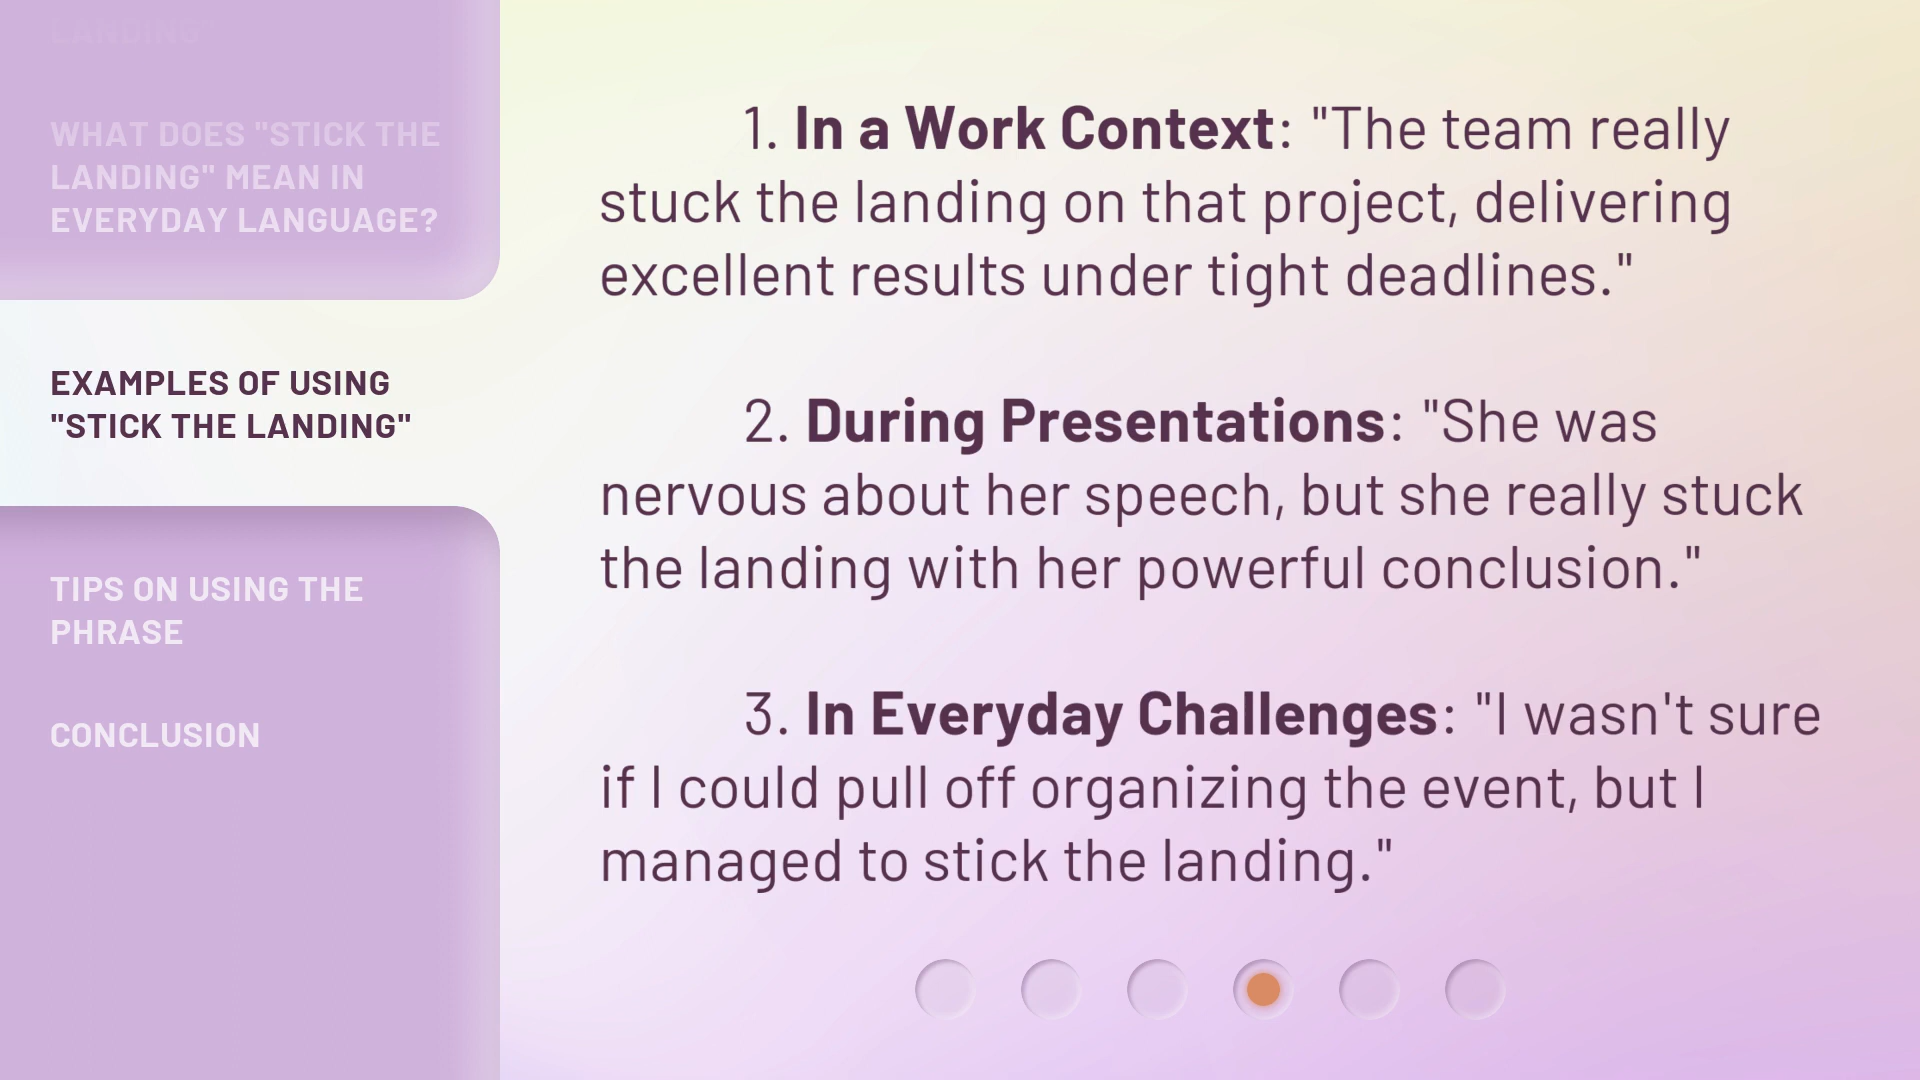 LANDING"
WHAT DOES "STICK THE
LANDING" MEAN IN
EVERYDAY LANGUAGE?
EXAMPLES OF USING
"STICK THE LANDING"
TIPS ON USING THE
PHRASE
CONCLUSION
1. In a Work Context: "The team really
stuck the landing on that project, delivering
excellent results under tight deadlines."
2. During Presentations: "She was
nervous about her speech, but she really stuck
the landing with her powerful conclusion."
3. In Everyday Challenges: "I wasn't sure
if I could pull off organizing the event, but I
managed to stick the landing."